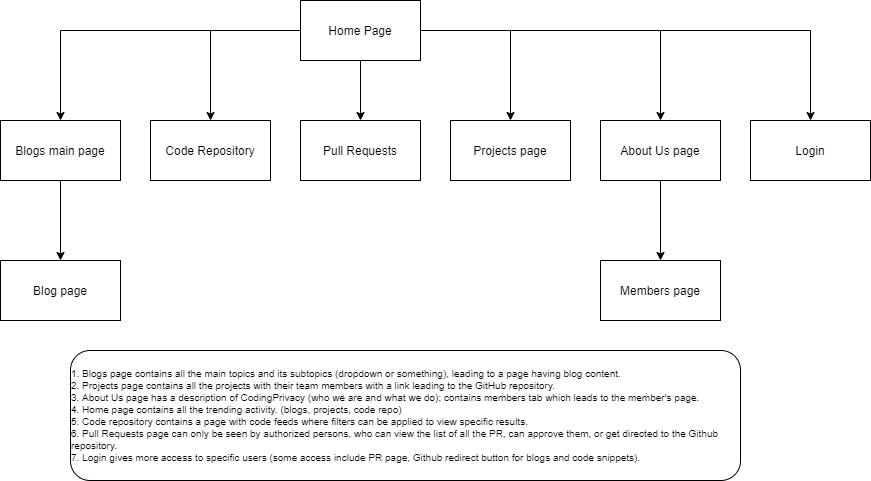 Home Page
Blogs main page
Code Repository
Pull Requests
Projects page
About Us page
Login
Blog page
Members page
1. Blogs page contains all the main topics and its subtopics (dropdown or something), leading to a page having blog content.
2. Projects page contains all the projects with their team members with a link leading to the GitHub repository.
3. About Us page has a description of CodingPrivacy (who we are and what we do); contains members tab which leads to the member's page.
4. Home page contains all the trending activity. (blogs, projects, code repo)
5. Code repository contains a page with code feeds where filters can be applied to view specific results.
6. Pull Requests page can only be seen by authorized persons, who can view the list of all the PR, can approve them, or get directed to the Github
repository.
7. Login gives more access to specific users (some access include PR page, Github redirect button for blogs and code snippets).